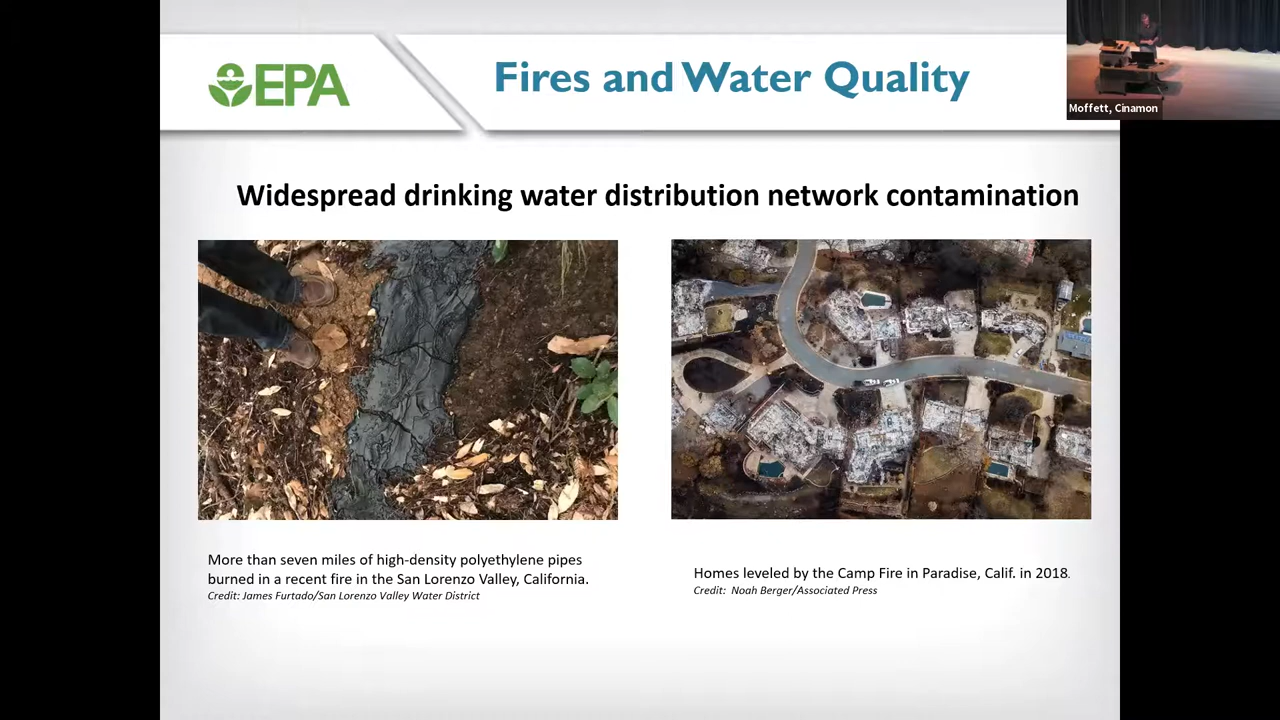 EPA
Fires and Water Quality
Moffett, Cinamon
Widespread drinking water distribution network contamination
More than seven miles of high-density polyethylene pipes
burned in a recent fire in the San Lorenzo Valley, California.
Credit: James Furtado/San Lorenzo Valley Water District
Homes leveled by the Camp Fire in Paradise, Calif. in 2018.
Credit: Noah Berger/Associated Press